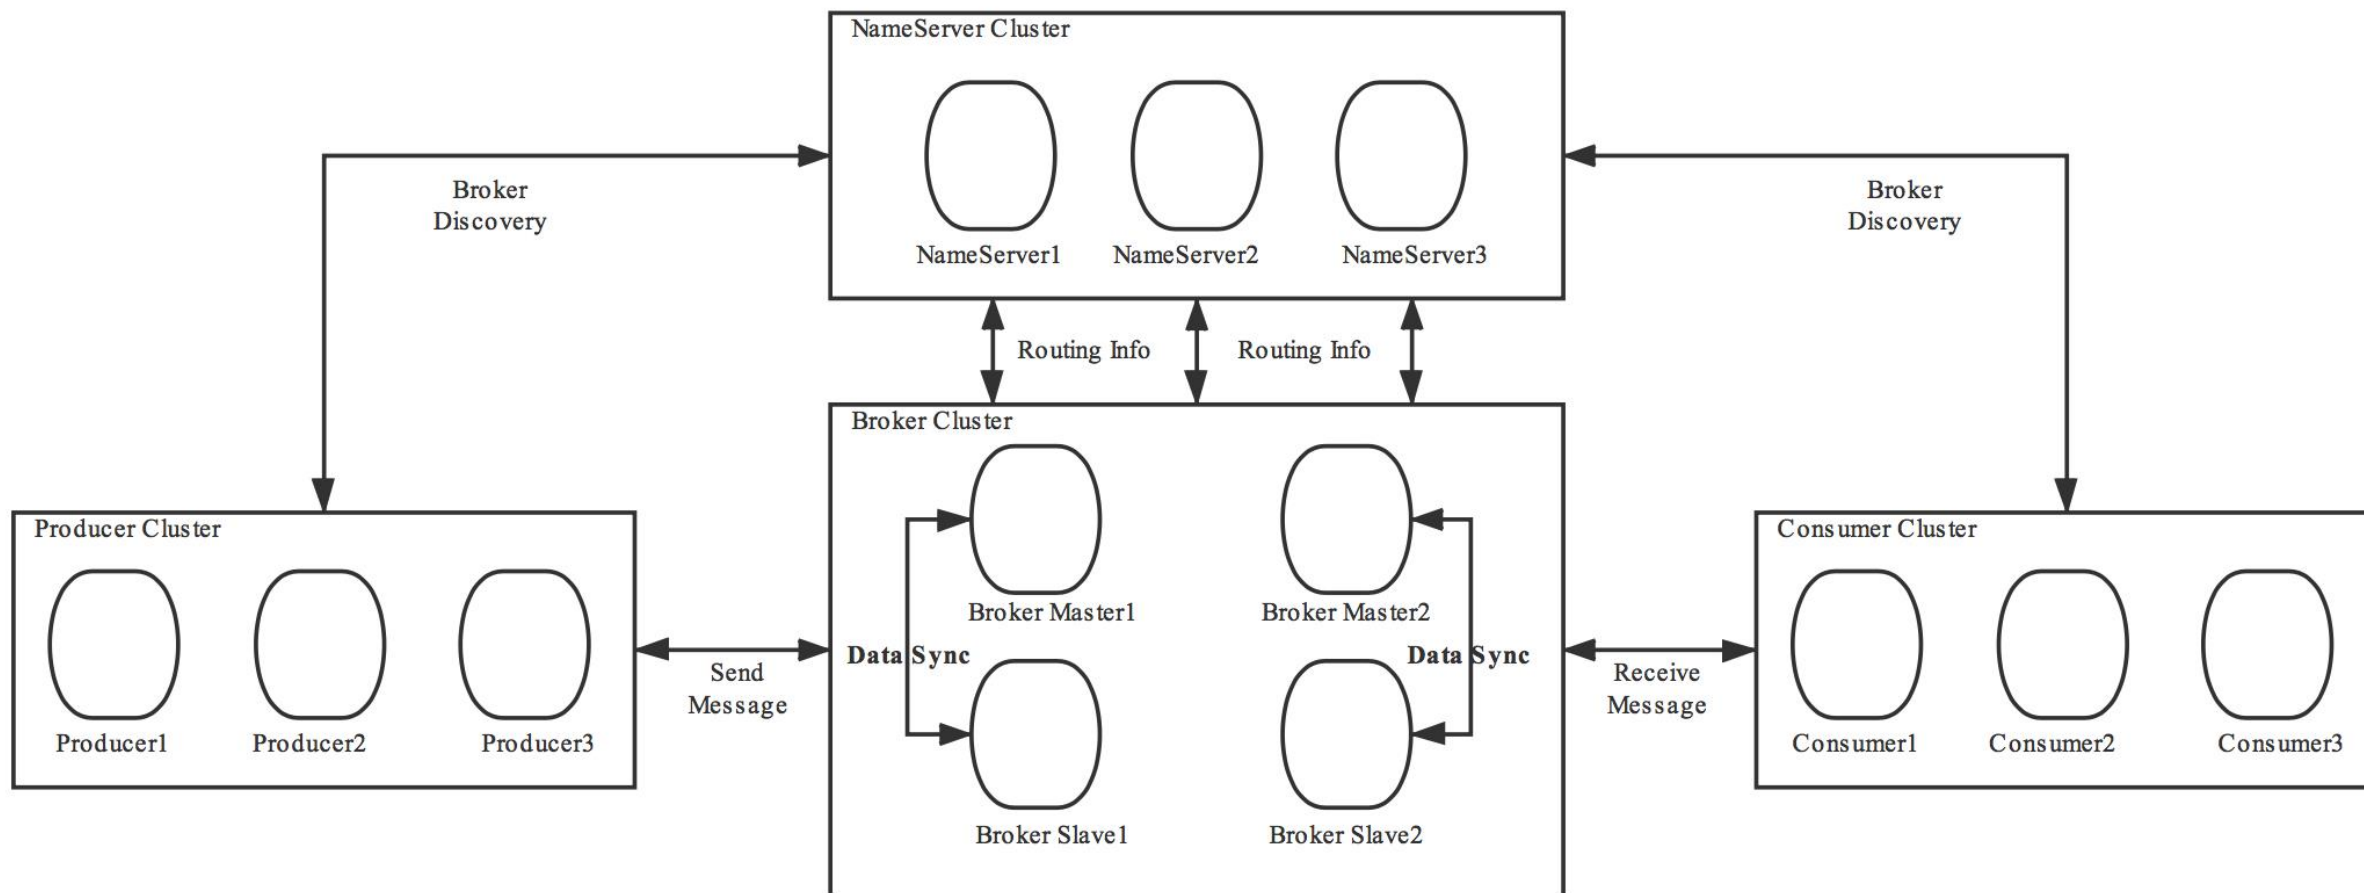 NameServer Cluster
NameServer1
NameServer2
NameServer3
Broker
Discovery
Broker
Discovery
Routing Info
Routing Info
Broker Cluster
Broker Master1
Broker Master2
Data Sync
Data Sync
Broker Slave1
Broker Slave2
Producer Cluster
Producer1
Producer2
Producer3
Send
Message
Receive
Message
Consumer Cluster
Consumer1
Consumer2
Consumer3